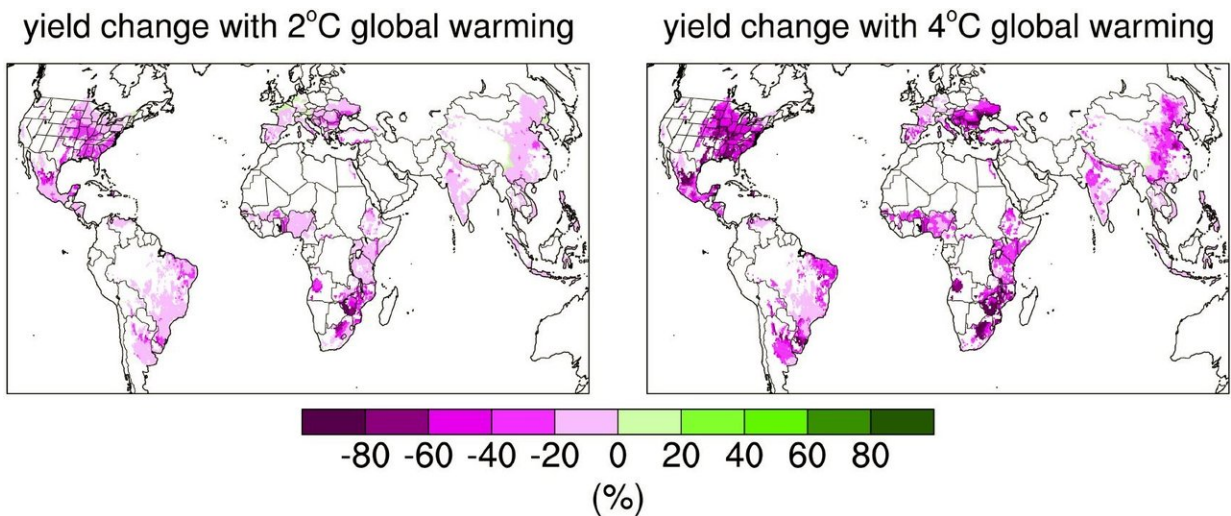 yield change with 2°C global warming
yield change with 4°C global warming
-80 -60 -40 -20 0 20 40 60 80
(%)